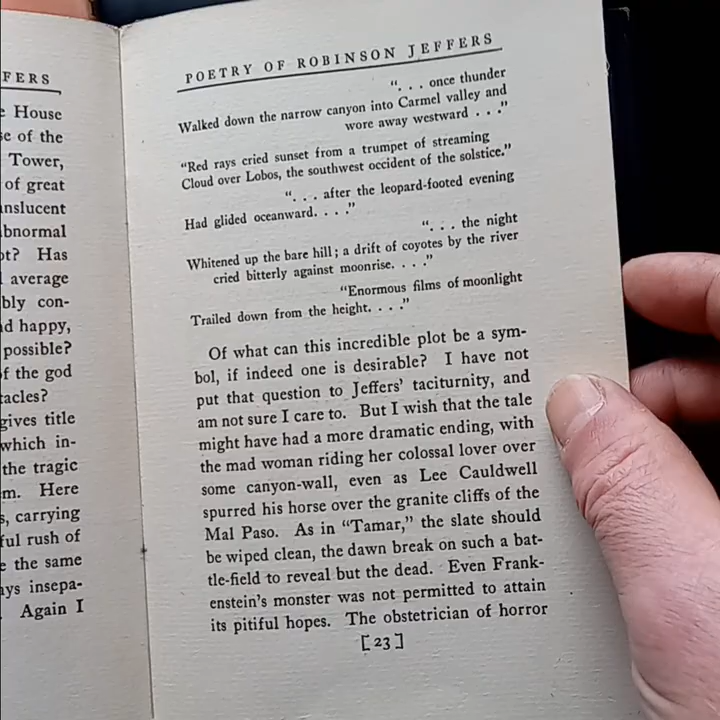 FFERS
House
se of the
Tower,
of great
anslucent
abnormal
ot? Has
average
bly con-
nd happy,
possible?
f the god
tacles?
gives title
which in-
the tragic
m. Here
s, carrying
ful rush of
e the same
ays insepa-
. Again I
POETRY OF ROBINSON JEFFERS
". . . once thunder
Walked down the narrow canyon into Carmel valley and
wore away westward . . ."
"Red rays cried sunset from a trumpet of streaming
Cloud over Lobos, the southwest occident of the solstice."
". . . after the leopard-footed evening
Had glided oceanward. . . ."
". . . the night
Whitened up the bare hill; a drift of coyotes by the river
cried bitterly against moonrise. . . ."
"Enormous films of moonlight
Trailed down from the height. . . ."
Of what can this incredible plot be a sym-
bol, if indeed one is desirable? I have not
put that question to Jeffers' taciturnity, and
am not sure I care to. But I wish that the tale
might have had a more dramatic ending, with
the mad woman riding her colossal lover over
some canyon-wall, even as Lee Cauldwell
spurred his horse over the granite cliffs of the
Mal Paso. As in "Tamar," the slate should
be wiped clean, the dawn break on such a bat-
tle-field to reveal but the dead. Even Frank-
enstein's monster was not permitted to attain
its pitiful hopes. The obstetrician of horror
[23]